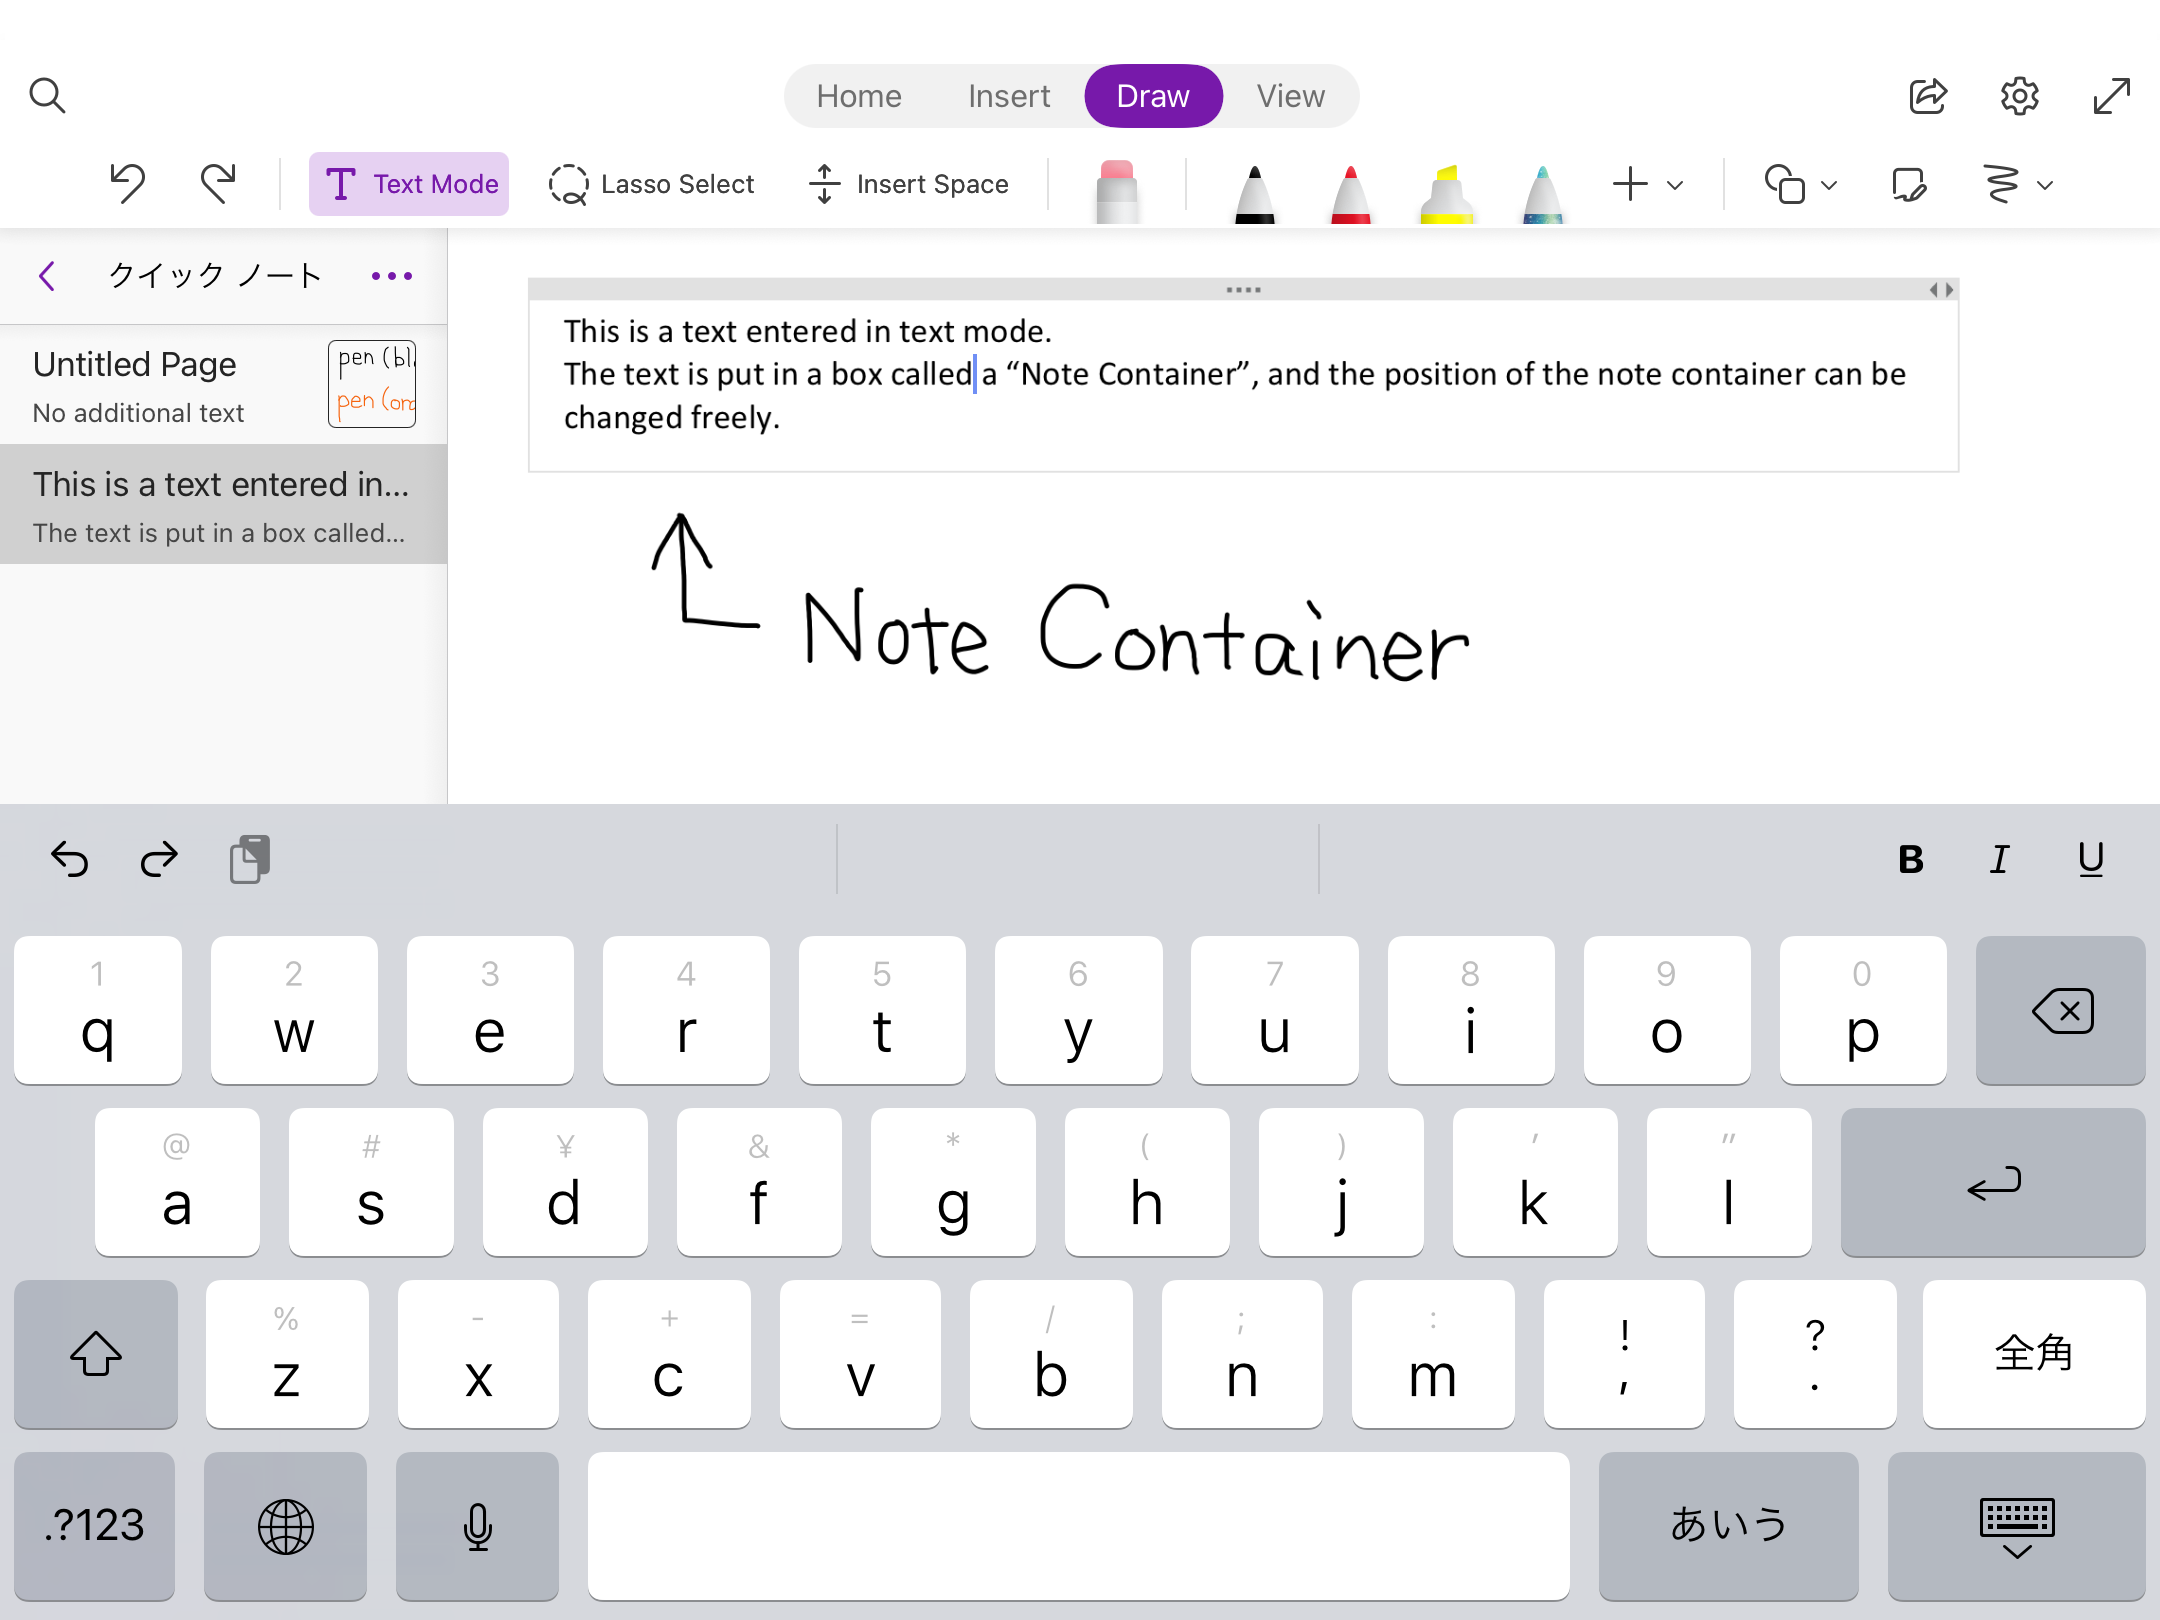 Home Insert Draw View
Text Mode Lasso Select Insert Space
クイック ノート
Untitled Page
No additional text
pen (bl
pen (or
This is a text entered in...
The text is put in a box called...
This is a text entered in text mode.
The text is put in a box called a “Note Container”, and the position of the note container can be
changed freely.
Note Container
B I U
1 2 3 4 5 6 7 8 9 0
q w e r t y u i o p
@ # ¥ & * ( ) ′ ″
a s d f g h j k l
% - + = / ; : ! ?
z x c v b n m , . 全角
.?123 あいう